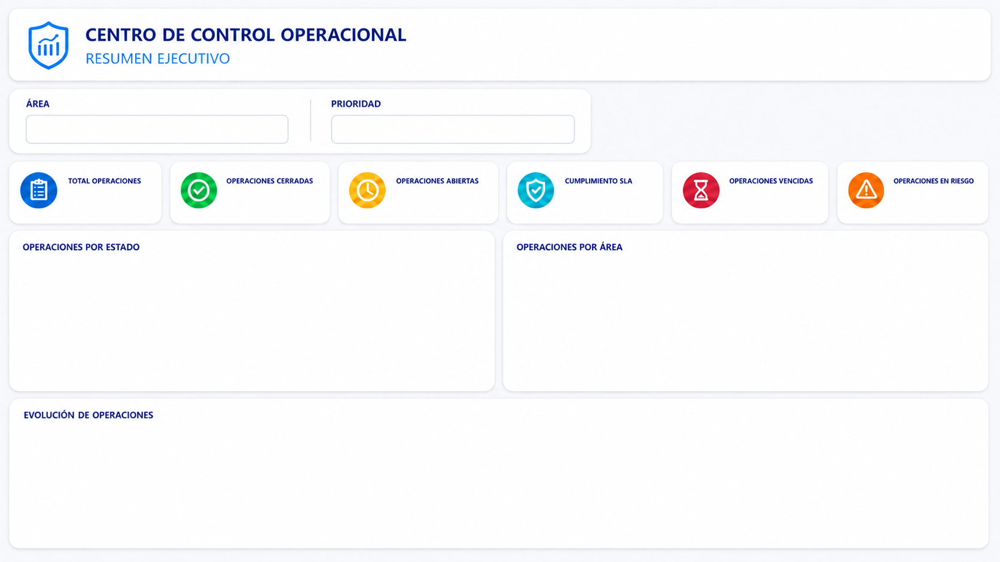 CENTRO DE CONTROL OPERACIONAL
RESUMEN EJECUTIVO
ÁREA
PRIORIDAD
TOTAL OPERACIONES
OPERACIONES CERRADAS
OPERACIONES ABIERTAS
CUMPLIMIENTO SLA
OPERACIONES VENCIDAS
OPERACIONES EN RIESGO
OPERACIONES POR ESTADO
OPERACIONES POR ÁREA
EVOLUCIÓN DE OPERACIONES